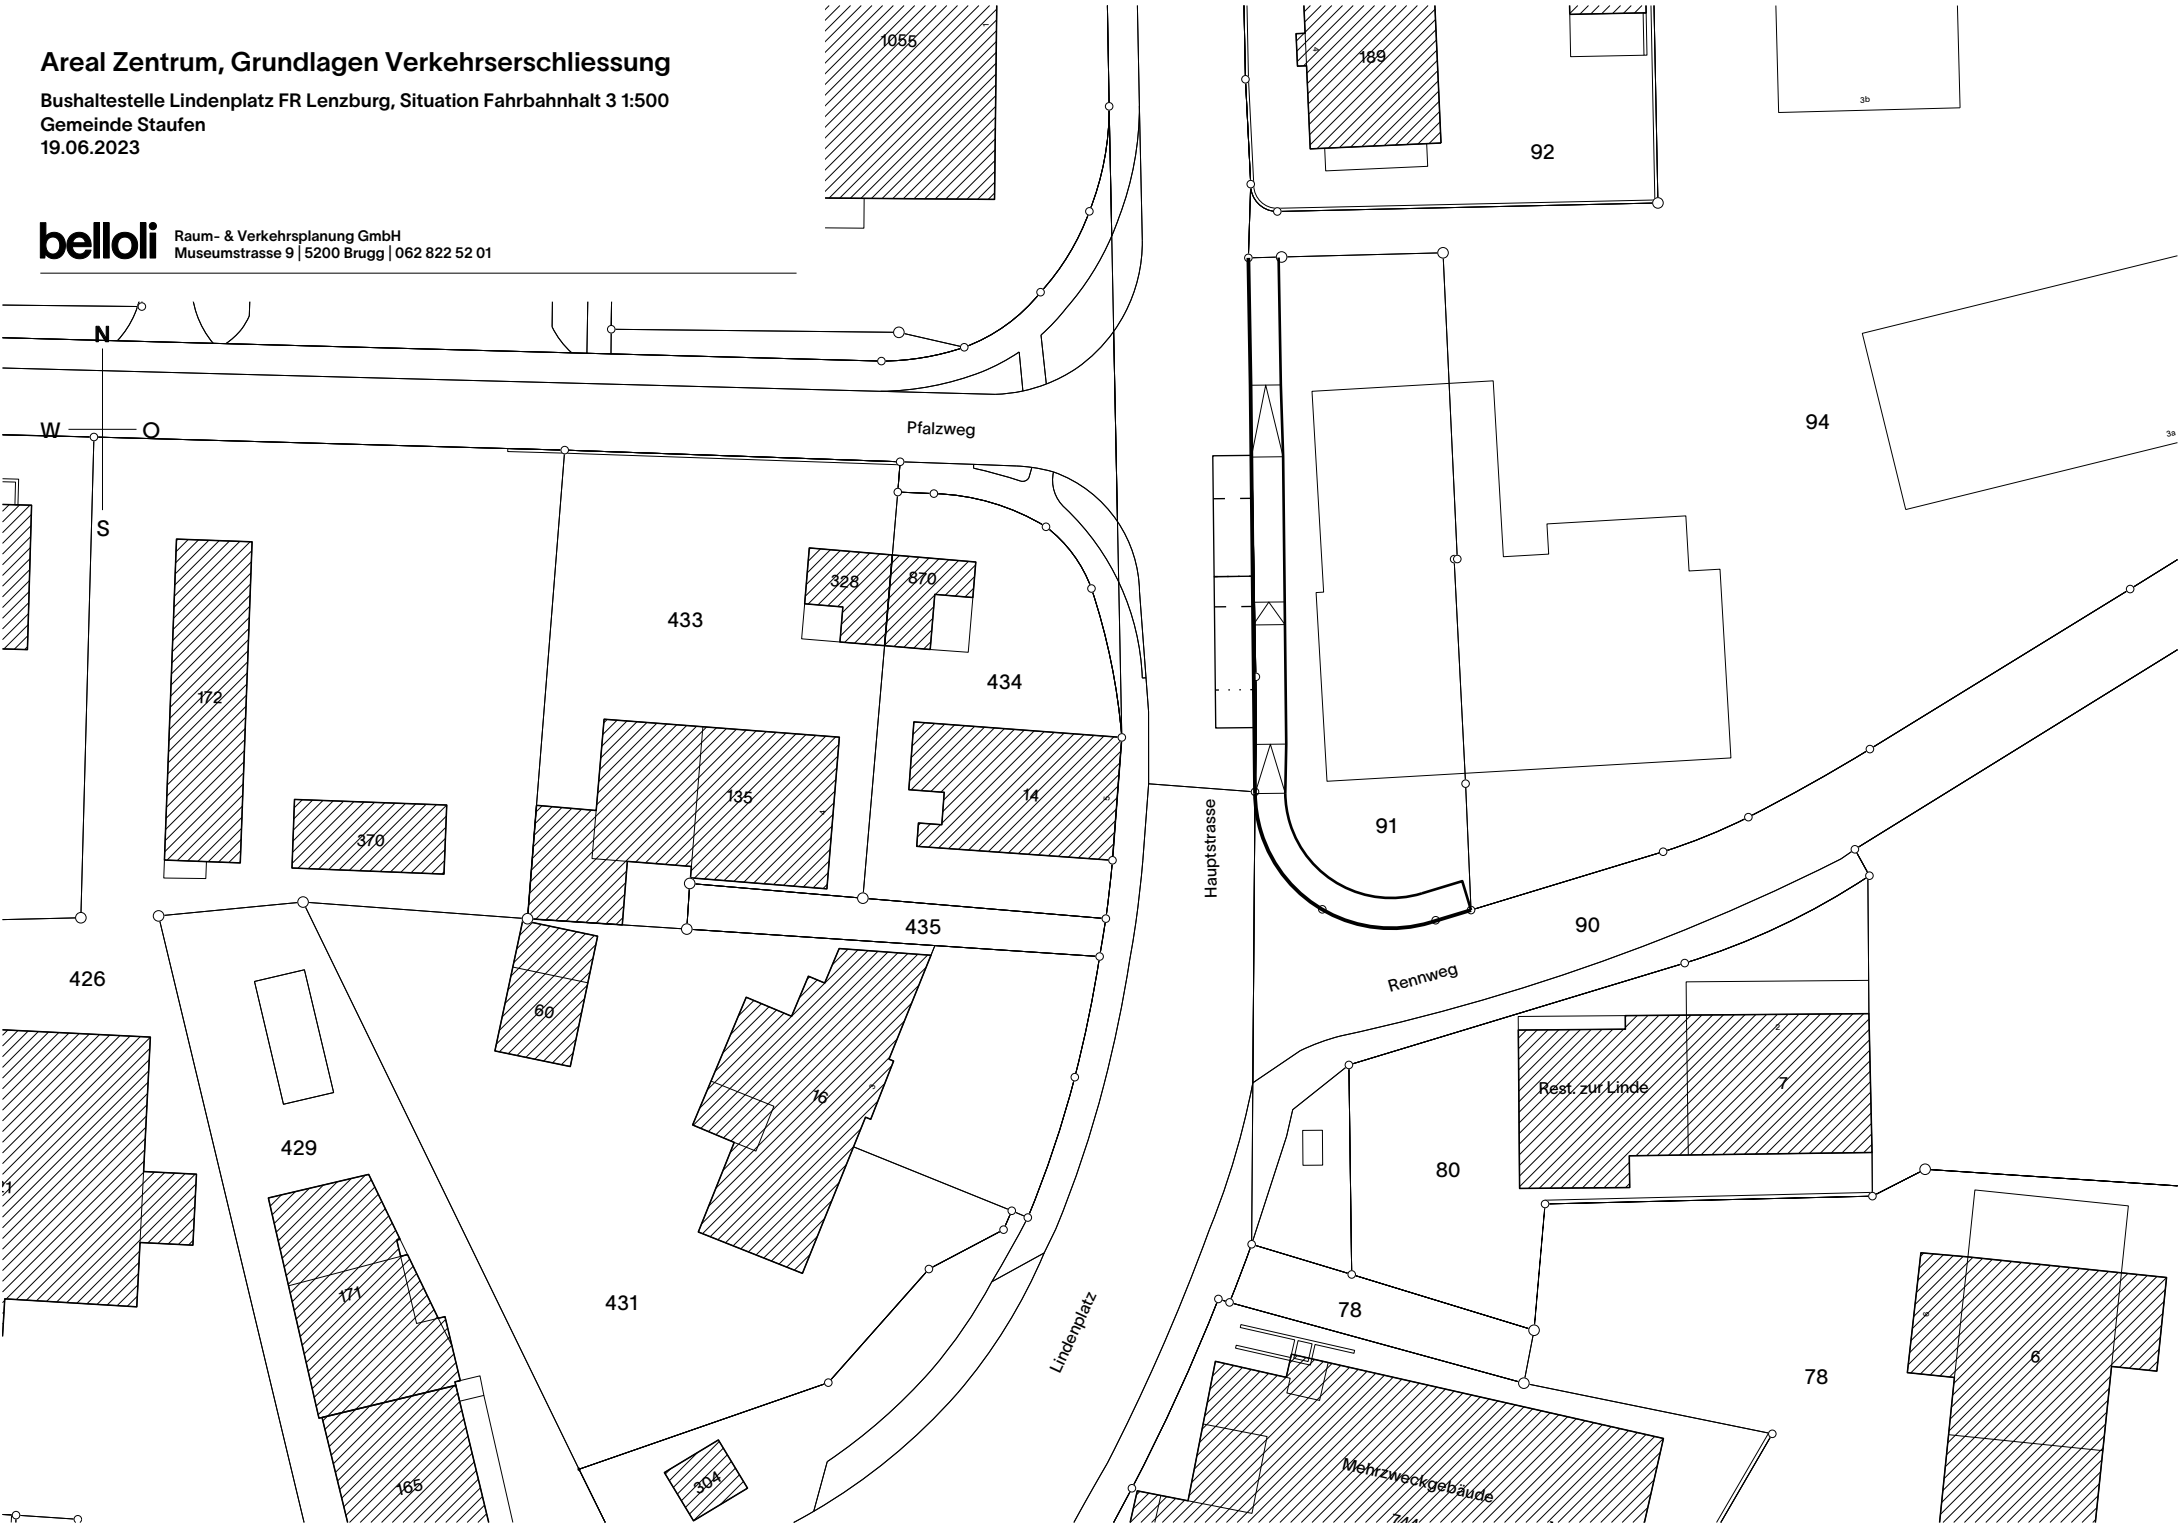 Areal Zentrum, Grundlagen Verkehrserschliessung
Bushaltestelle Lindenplatz FR Lenzburg, Situation Fahrbahnhalt 3 1:500
Gemeinde Staufen
19.06.2023
belloli
Raum- & Verkehrsplanung GmbH
Museumstrasse 9 | 5200 Brugg | 062 822 52 01
1055
189
3b
92
N
W
O
S
Pfalzweg
94
3a
328
870
433
434
172
135
14
370
Hauptstrasse
91
435
90
426
Rennweg
60
2
Rest. zur Linde
7
16
3
429
80
171
431
78
Lindenplatz
6
78
Mehrzweckgebäude
304
165